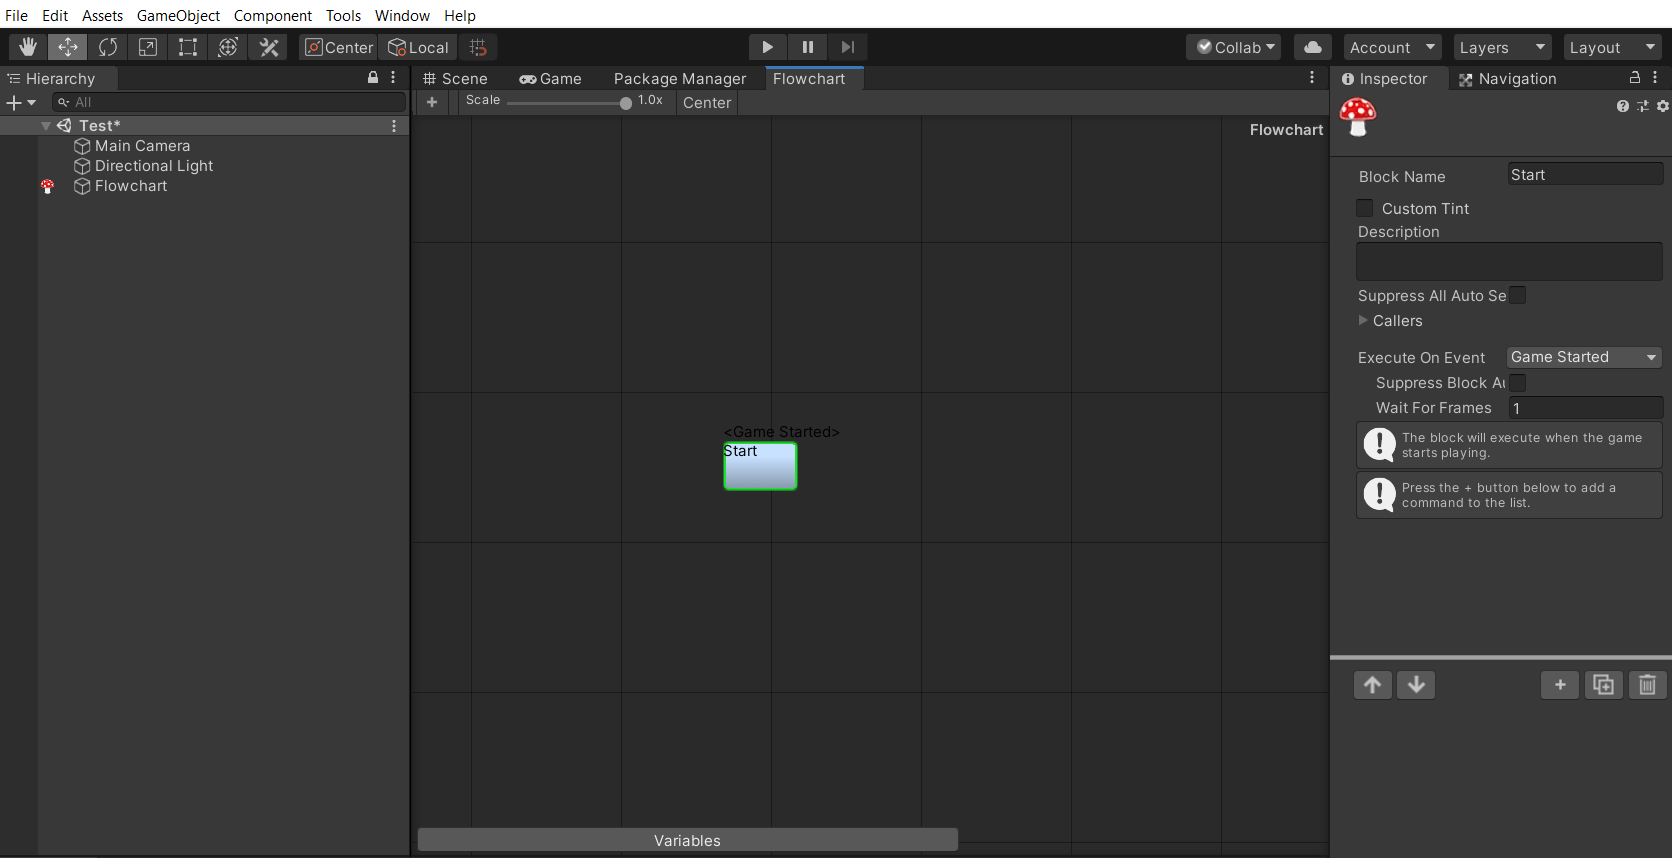 File Edit Assets GameObject Component Tools Window Help
Center Local Collab Account Layers Layout
Hierarchy
All
Test*
Main Camera
Directional Light
Flowchart
Scene Game Package Manager Flowchart
Scale 1.0x Center
Flowchart
<Game Started>
Start
Variables
Inspector Navigation
Block Name Start
Custom Tint
Description
Suppress All Auto Se
Callers
Execute On Event Game Started
Suppress Block Au
Wait For Frames 1
The block will execute when the game
starts playing.
Press the + button below to add a
command to the list.